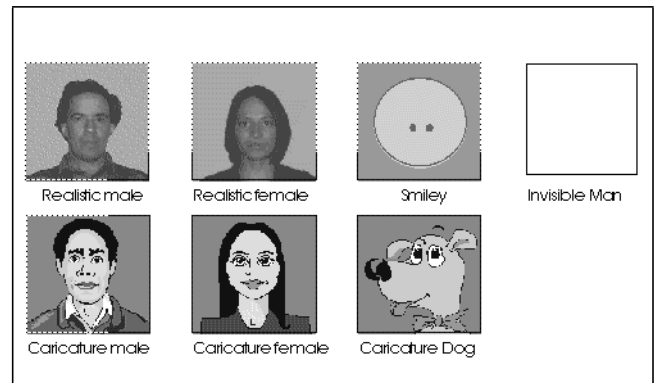 Realistic male
Realistic female
Smiley
Invisible Man
Caricature male
Caricature female
Caricature Dog